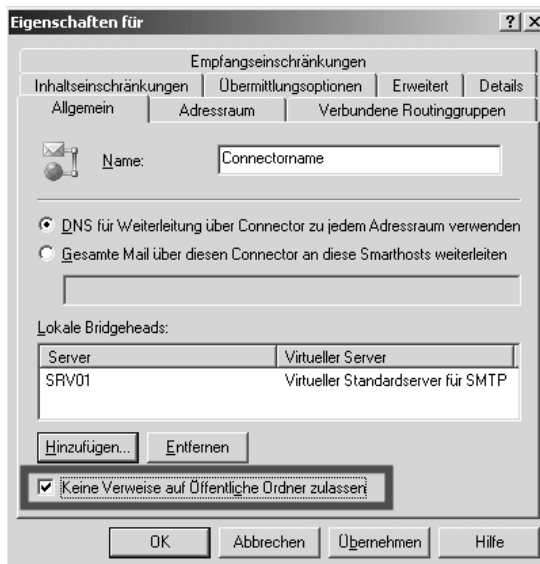 Eigenschaften für
Empfangseinschränkungen
Inhaltseinschränkungen Übermittlungsoptionen Erweitert Details
Allgemein Adressraum Verbundene Routinggruppen
Name: Connectorname
DNS für Weiterleitung über Connector zu jedem Adressraum verwenden
Gesamte Mail über diesen Connector an diese Smarthosts weiterleiten
Lokale Bridgeheads:
Server Virtueller Server
SRV01 Virtueller Standardserver für SMTP
Hinzufügen... Entfernen
Keine Verweise auf Öffentliche Ordner zulassen
OK Abbrechen Übernehmen Hilfe